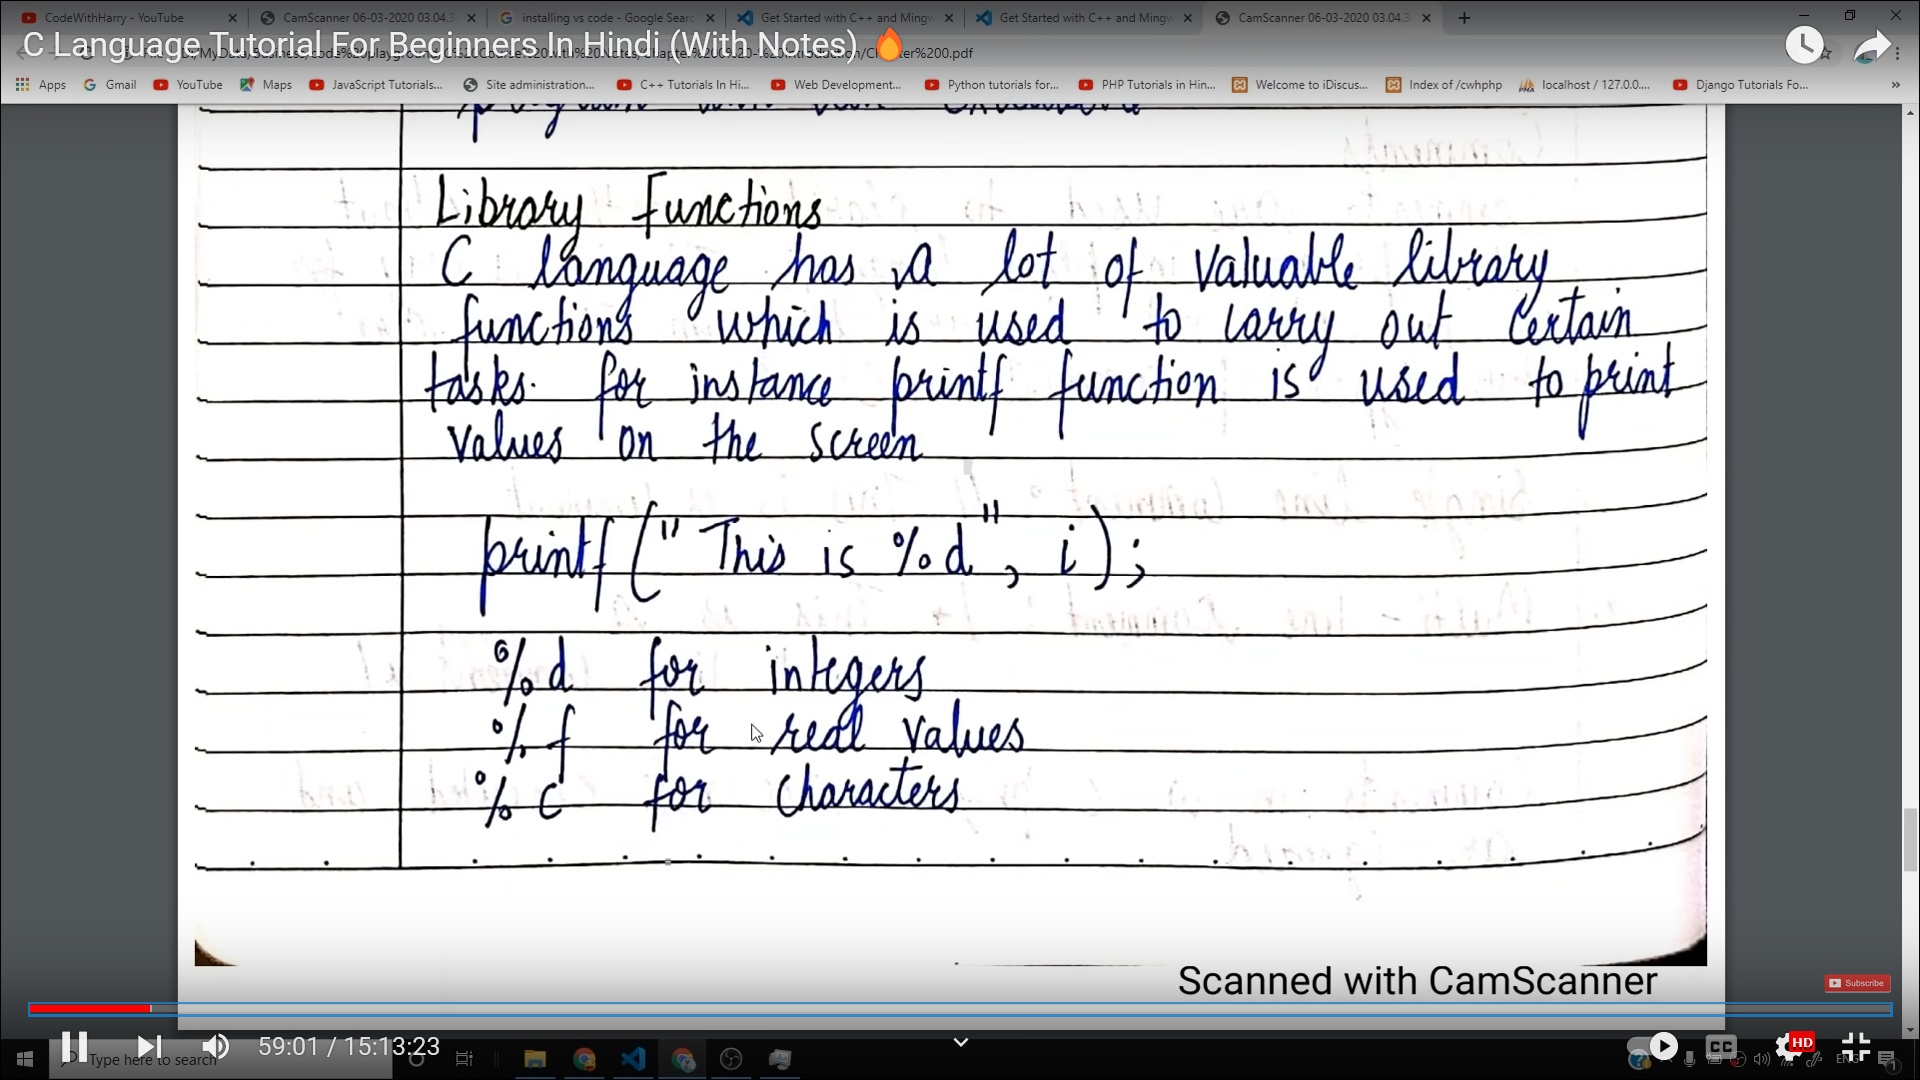 CodeWithHarry - YouTube
CamScanner 06-03-2020 03.04.3
installing vs code - Google Searc
Get Started with C++ and Mingw
Get Started with C++ and Mingw
CamScanner 06-03-2020 03.04.3
C Language Tutorial For Beginners In Hindi (With Notes) 🔥
Apps
Gmail
YouTube
Maps
JavaScript Tutorials...
Site administration...
C++ Tutorials In Hi...
Web Development...
Python tutorials for...
PHP Tutorials in Hin...
Welcome to iDiscus...
Index of /cwhphp
localhost / 127.0.0....
Django Tutorials Fo...
»
Library Functions
C language has a lot of valuable library
functions which is used to carry out certain
tasks. for instance printf function is used to print
values on the screen
printf (" This is %d" , i);
%d for integers
%f for real values
%c for characters
Scanned with CamScanner
Subscribe
59:01 / 15:13:23
CC
HD
Type here to search